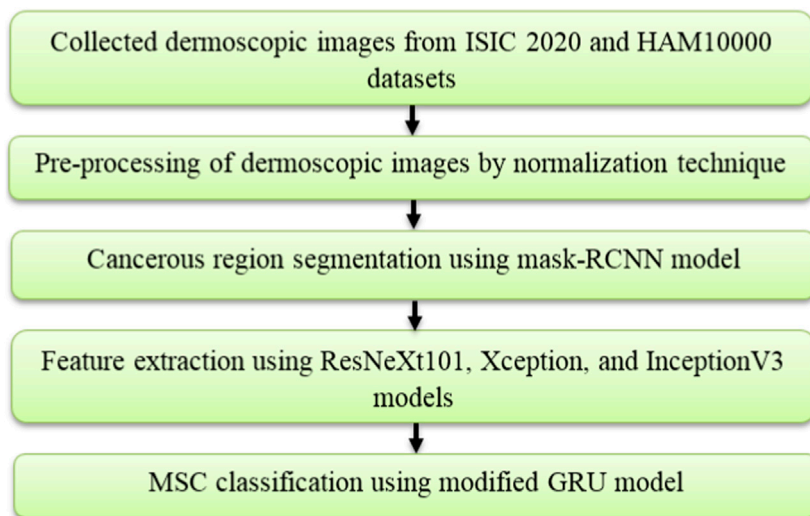 Collected dermoscopic images from ISIC 2020 and HAM10000
datasets
Pre-processing of dermoscopic images by normalization technique
Cancerous region segmentation using mask-RCNN model
Feature extraction using ResNeXt101, Xception, and InceptionV3
models
MSC classification using modified GRU model